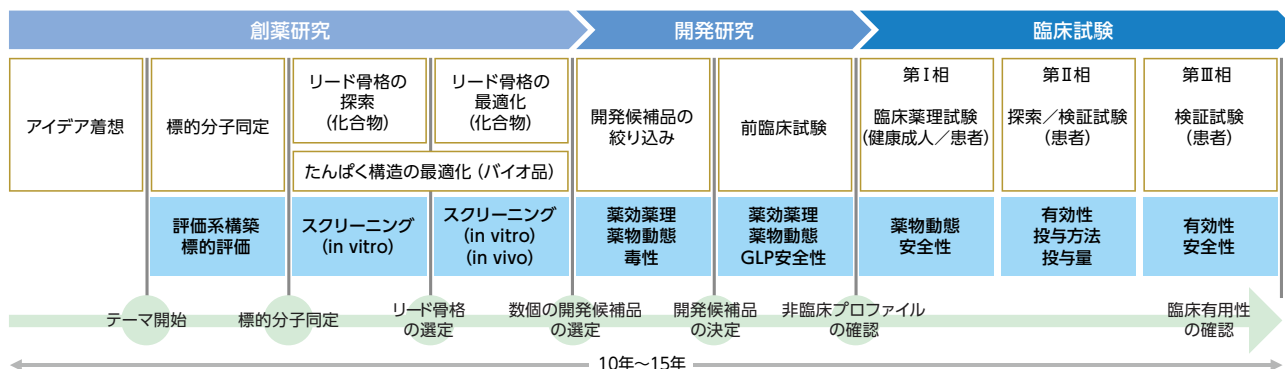 創薬研究
開発研究
臨床試験
アイデア着想
標的分子同定
リード骨格の
探索
(化合物)
リード骨格の
最適化
(化合物)
たんぱく構造の最適化 (バイオ品)
開発候補品の
絞り込み
前臨床試験
第Ⅰ相
臨床薬理試験
(健康成人／患者)
第Ⅱ相
探索／検証試験
(患者)
第Ⅲ相
検証試験
(患者)
評価系構築
標的評価
スクリーニング
(in vitro)
スクリーニング
(in vitro)
(in vivo)
薬効薬理
薬物動態
毒性
薬効薬理
薬物動態
GLP安全性
薬物動態
安全性
有効性
投与方法
投与量
有効性
安全性
テーマ開始
標的分子同定
リード骨格
の選定
数個の開発候補品
の選定
開発候補品
の決定
非臨床プロファイル
の確認
臨床有用性
の確認
10年～15年